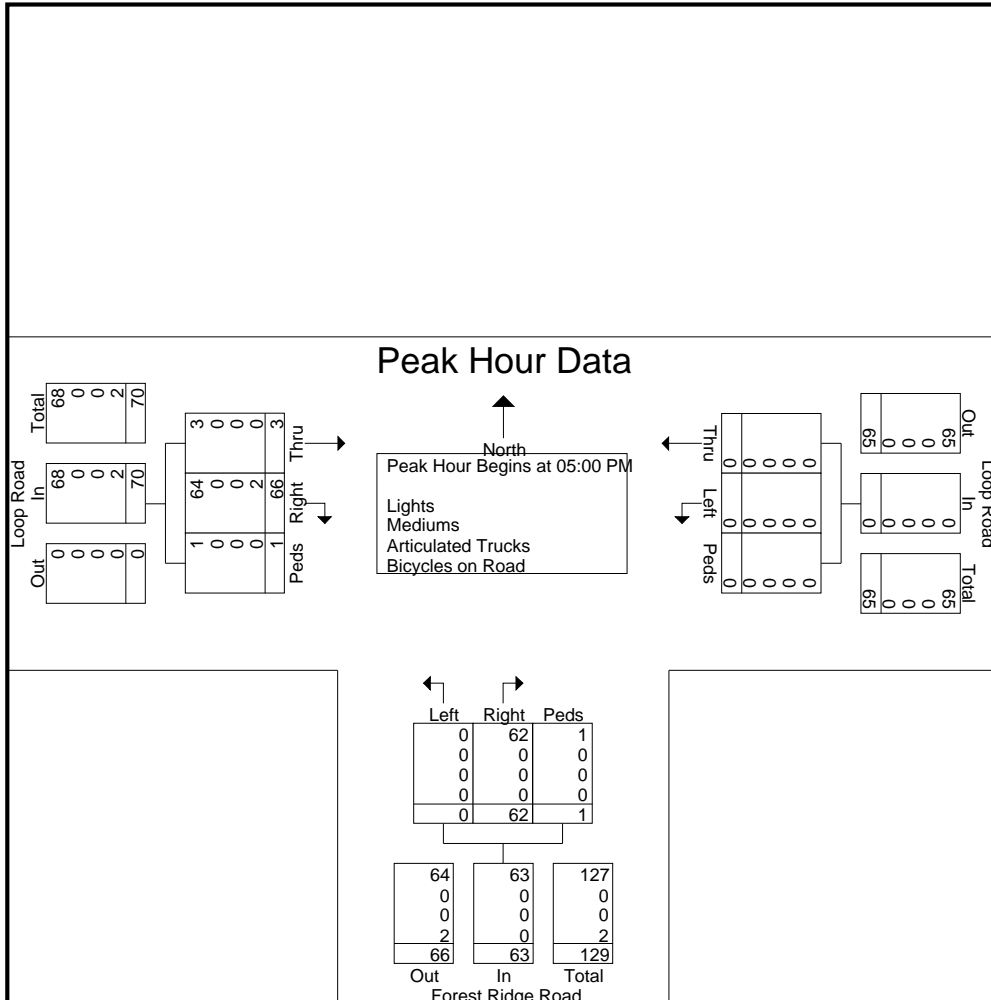 Peak Hour Data
North
Peak Hour Begins at 05:00 PM
Lights
Mediums
Articulated Trucks
Bicycles on Road
Loop Road
Total
68 0 0 2 70
In
68 0 0 2 70
Out
0 0 0 0 0
Thru
3 0 0 0 3
Right
64 0 0 2 66
Peds
1 0 0 0 1
Loop Road
Out
65 0 0 0 65
In
0 0 0 0 0
Total
65 0 0 0 65
Thru
0 0 0 0 0
Left
0 0 0 0 0
Peds
0 0 0 0 0
Left Right Peds
0 62 1
0 0 0
0 0 0
0 0 0
0 62 1
64 63 127
0 0 0
0 0 0
2 0 2
66 63 129
Out In Total
Forest Ridge Road